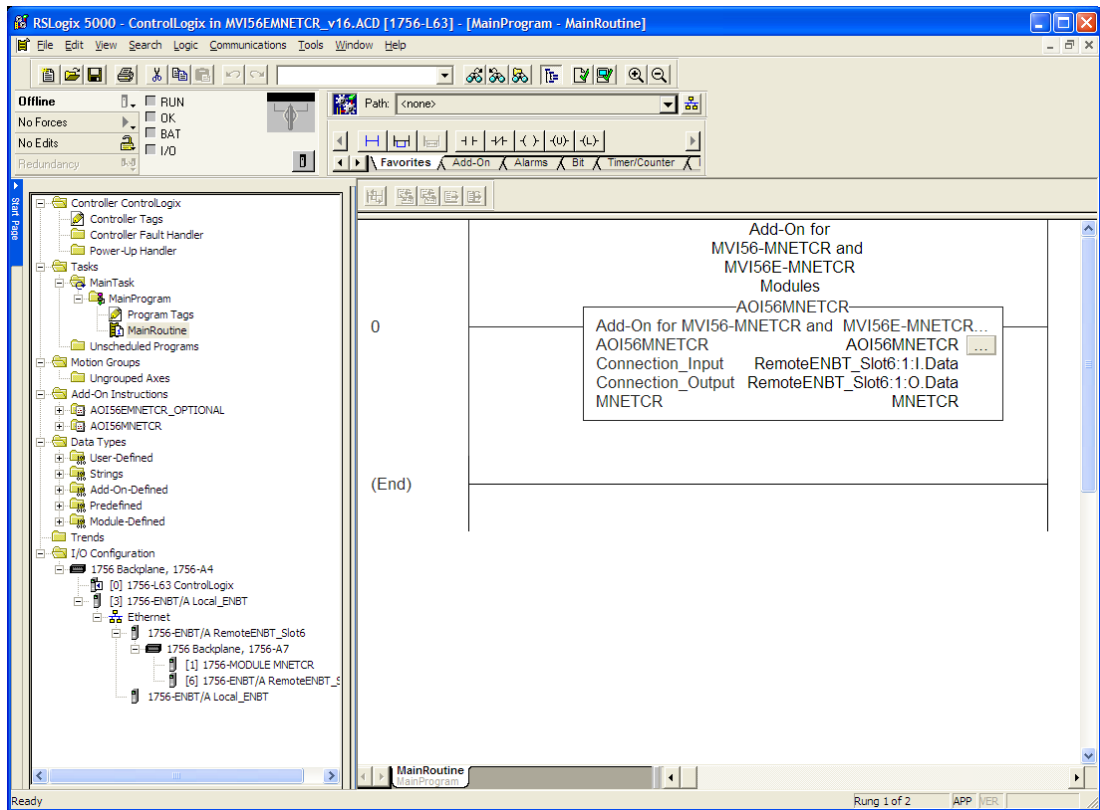 RSLogix 5000 - ControlLogix in MVI56EMNETCR_v16.ACD [1756-L63] - [MainProgram - MainRoutine]
File Edit View Search Logic Communications Tools Window Help
Offline
No Forces
No Edits
Redundancy
RUN
OK
BAT
I/O
Path: <none>
Favorites Add-On Alarms Bit Timer/Counter
Start Page
Controller ControlLogix
Controller Tags
Controller Fault Handler
Power-Up Handler
Tasks
MainTask
MainProgram
Program Tags
MainRoutine
Unscheduled Programs
Motion Groups
Ungrouped Axes
Add-On Instructions
AOI56EMNETCR_OPTIONAL
AOI56MNETCR
Data Types
User-Defined
Strings
Add-On-Defined
Predefined
Module-Defined
Trends
I/O Configuration
1756 Backplane, 1756-A4
[0] 1756-L63 ControlLogix
[3] 1756-ENBT/A Local_ENBT
Ethernet
1756-ENBT/A RemoteENBT_Slot6
1756 Backplane, 1756-A7
[1] 1756-MODULE MNETCR
[6] 1756-ENBT/A RemoteENBT_S
1756-ENBT/A Local_ENBT
Add-On for
MVI56-MNETCR and
MVI56E-MNETCR
Modules
AOI56MNETCR
0
Add-On for MVI56-MNETCR and MVI56E-MNETCR...
AOI56MNETCR AOI56MNETCR ...
Connection_Input RemoteENBT_Slot6:1:I.Data
Connection_Output RemoteENBT_Slot6:1:O.Data
MNETCR MNETCR
(End)
MainRoutine
MainProgram
Ready
Rung 1 of 2 APP VER